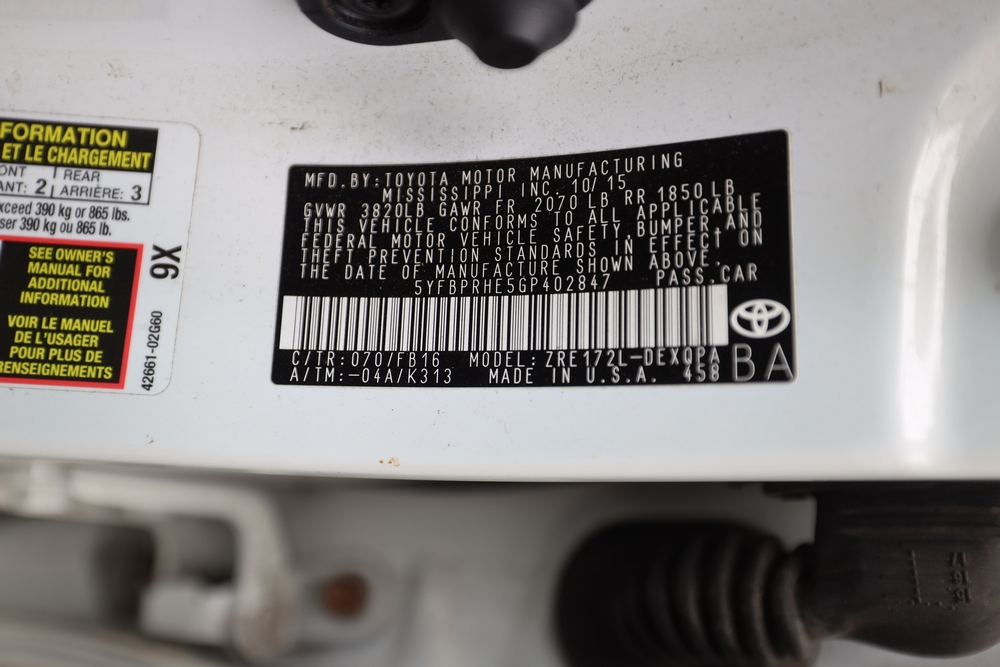 FORMATION
ET LE CHARGEMENT
ONT REAR
ANT: 2 ARRIÈRE: 3
xceed 390 kg or 865 lbs.
ser 390 kg ou 865 lb.
SEE OWNER'S
MANUAL FOR
ADDITIONAL
INFORMATION
VOIR LE MANUEL
DE L'USAGER
POUR PLUS DE
RENSEIGNEMENTS
9X
42661-02G60
MFD.BY:TOYOTA MOTOR MANUFACTURING
MISSISSIPPI INC. 10/15
GVWR 3820LB GAWR FR 2070 LB RR 1850 LB
THIS VEHICLE CONFORMS TO ALL APPLICABLE
FEDERAL MOTOR VEHICLE SAFETY, BUMPER, AND
THEFT PREVENTION STANDARDS IN EFFECT ON
THE DATE OF MANUFACTURE SHOWN ABOVE.
5YFBPRHE5GP402847 PASS.CAR
C/TR:070/FB16 MODEL:ZRE172L-DEXQPA
A/TM:-04A/K313 MADE IN U.S.A. 458
BA